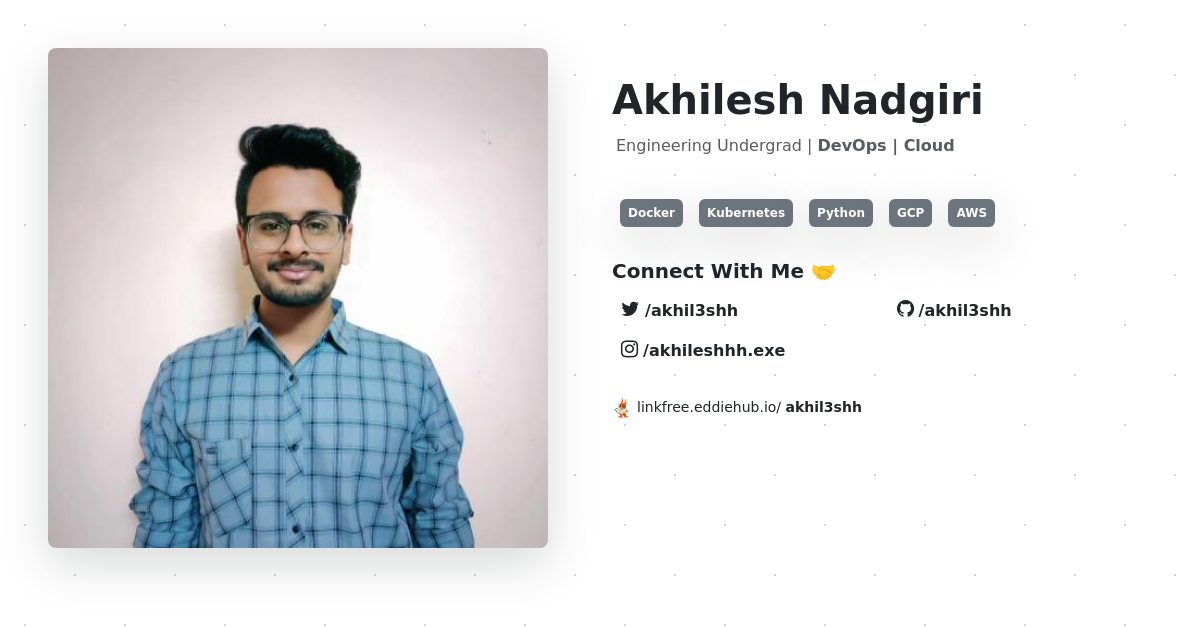 Akhilesh Nadgiri
Engineering Undergrad | DevOps | Cloud
Docker Kubernetes Python GCP AWS
Connect With Me 🤝
/akhil3shh /akhil3shh
/akhileshhh.exe
linkfree.eddiehub.io/ akhil3shh